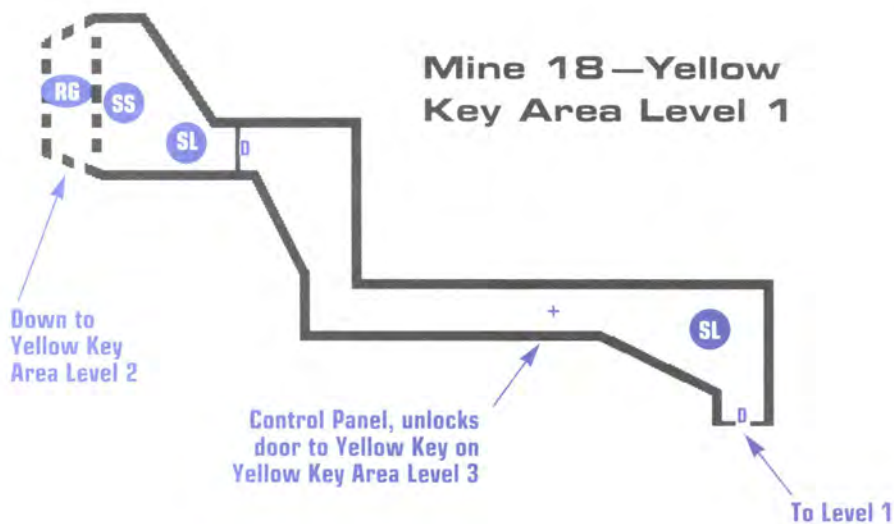 Mine 18—Yellow
Key Area Level 1
RG
SS
SL
D
Down to
Yellow Key
Area Level 2
+
SL
Control Panel, unlocks
door to Yellow Key on
Yellow Key Area Level 3
D
To Level 1